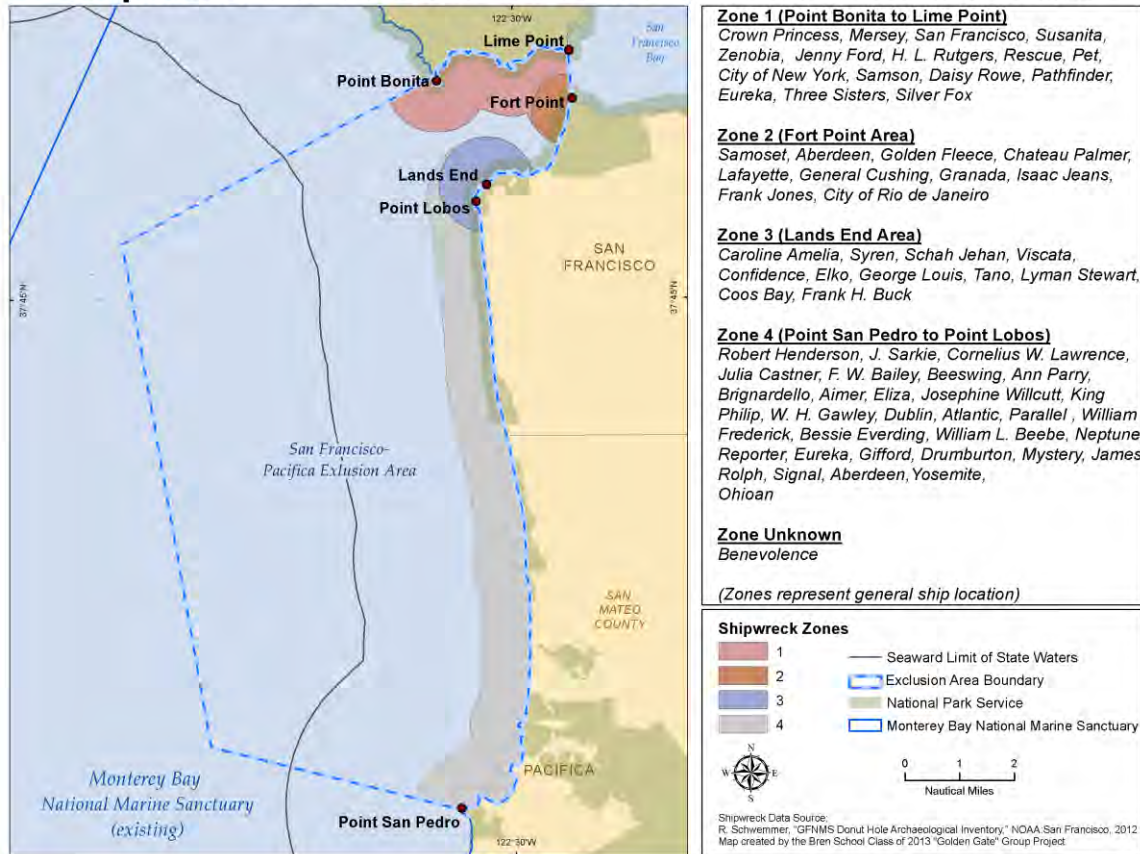 122°30'W
San
Francisco
Bay
Lime Point
Point Bonita
Fort Point
Lands End
Point Lobos
SAN
FRANCISCO
37°45'N
37°45'N
San Francisco-
Pacifica Exlusion Area
SAN
MATEO
COUNTY
PACIFICA
Monterey Bay
National Marine Sanctuary
(existing)
Point San Pedro
122°30'W
Zone 1 (Point Bonita to Lime Point)
Crown Princess, Mersey, San Francisco, Susanita,
Zenobia, Jenny Ford, H. L. Rutgers, Rescue, Pet,
City of New York, Samson, Daisy Rowe, Pathfinder,
Eureka, Three Sisters, Silver Fox
Zone 2 (Fort Point Area)
Samoset, Aberdeen, Golden Fleece, Chateau Palmer,
Lafayette, General Cushing, Granada, Isaac Jeans,
Frank Jones, City of Rio de Janeiro
Zone 3 (Lands End Area)
Caroline Amelia, Syren, Schah Jehan, Viscata,
Confidence, Elko, George Louis, Tano, Lyman Stewart,
Coos Bay, Frank H. Buck
Zone 4 (Point San Pedro to Point Lobos)
Robert Henderson, J. Sarkie, Cornelius W. Lawrence,
Julia Castner, F. W. Bailey, Beeswing, Ann Parry,
Brignardello, Aimer, Eliza, Josephine Willcutt, King
Philip, W. H. Gawley, Dublin, Atlantic, Parallel , William
Frederick, Bessie Everding, William L. Beebe, Neptune
Reporter, Eureka, Gifford, Drumburton, Mystery, James
Rolph, Signal, Aberdeen, Yosemite,
Ohioan
Zone Unknown
Benevolence
(Zones represent general ship location)
Shipwreck Zones
1
2
3
4
Seaward Limit of State Waters
Exclusion Area Boundary
National Park Service
Monterey Bay National Marine Sanctuary
N
W E
S
0 1 2
Nautical Miles
Shipwreck Data Source:
R. Schwemmer, "GFNMS Donut Hole Archaeological Inventory," NOAA San Francisco, 2012
Map created by the Bren School Class of 2013 "Golden Gate" Group Project